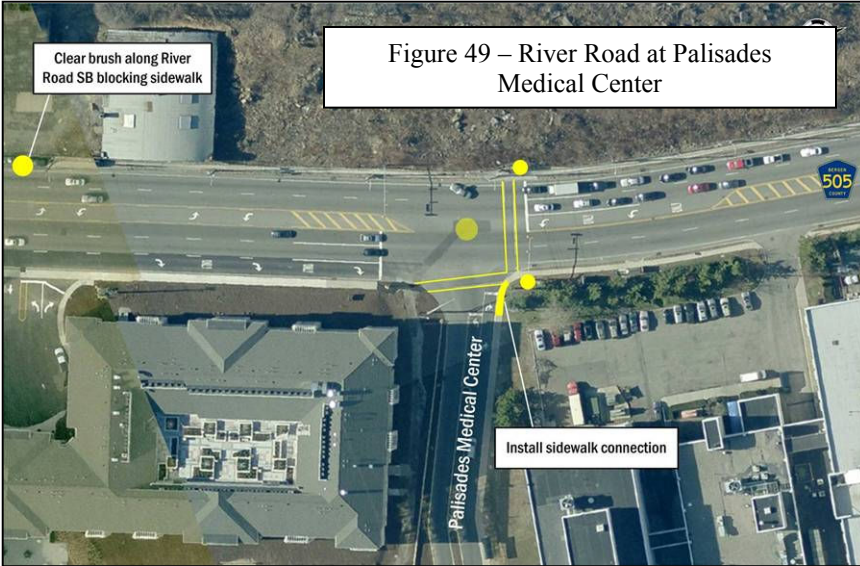 Clear brush along River
Road SB blocking sidewalk
Figure 49 – River Road at Palisades
Medical Center
BERGEN
505
COUNTY
Palisades Medical Center
Install sidewalk connection